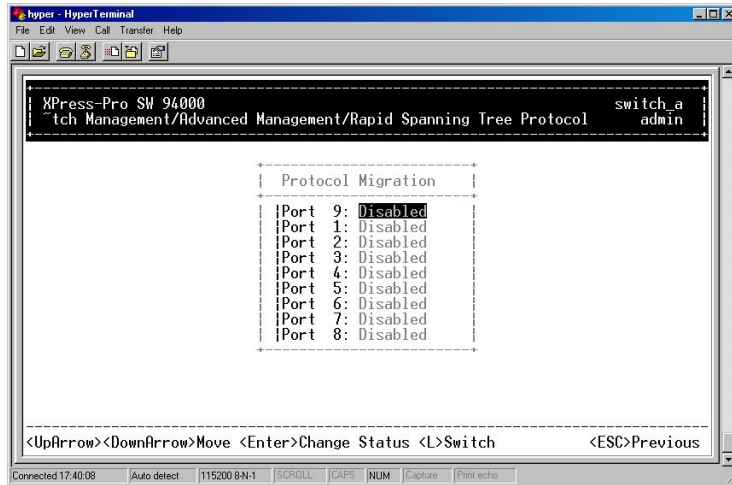 hyper - HyperTerminal
File Edit View Call Transfer Help
XPress-Pro SW 94000 switch_a
~tch Management/Advanced Management/Rapid Spanning Tree Protocol admin
Protocol Migration
Port 9: Disabled
Port 1: Disabled
Port 2: Disabled
Port 3: Disabled
Port 4: Disabled
Port 5: Disabled
Port 6: Disabled
Port 7: Disabled
Port 8: Disabled
<UpArrow><DownArrow>Move <Enter>Change Status <L>Switch <ESC>Previous
Connected 17:40:08 Auto detect 115200 8-N-1 SCROLL CAPS NUM Capture Print echo